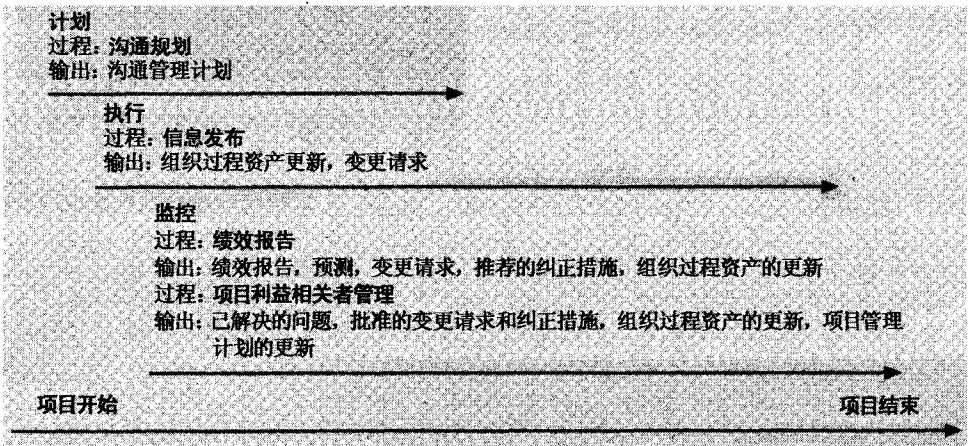 计划
过程：沟通规划
输出：沟通管理计划
执行
过程：信息发布
输出：组织过程资产更新，变更请求
监控
过程：绩效报告
输出：绩效报告，预测，变更请求，推荐的纠正措施，组织过程资产的更新
过程：项目利益相关者管理
输出：已解决的问题，批准的变更请求和纠正措施，组织过程资产的更新，项目管理
计划的更新
项目开始 项目结束